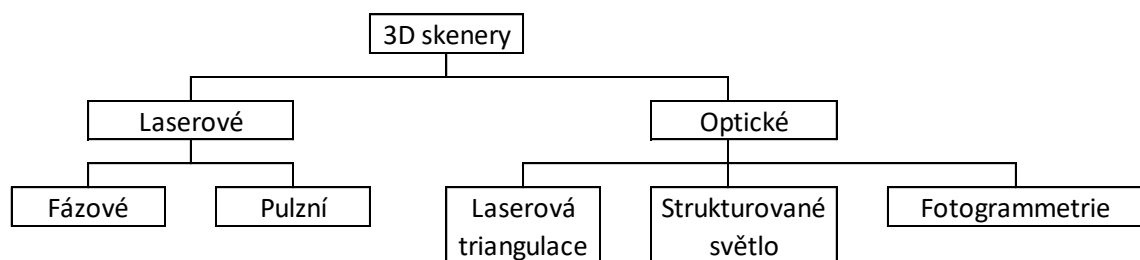 3D skenery
Laserové
Optické
Fázové
Pulzní
Laserová
triangulace
Strukturované
světlo
Fotogrammetrie